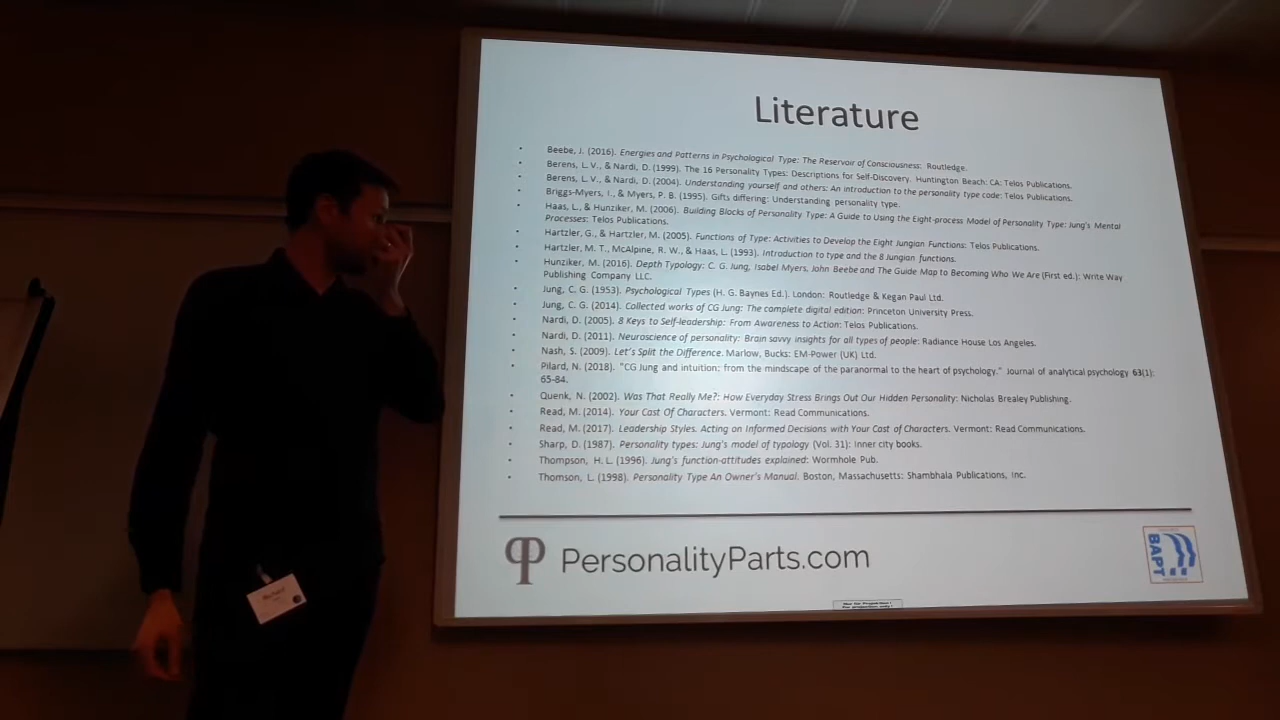 Literature
• Beebe, J. (2016). Energies and Patterns in Psychological Type: The Reservoir of Consciousness: Routledge.
• Berens, L. V., & Nardi, D. (1999). The 16 Personality Types: Descriptions for Self-Discovery. Huntington Beach: CA: Telos Publications.
• Berens, L. V., & Nardi, D. (2004). Understanding yourself and others: An introduction to the personality type code: Telos Publications.
• Briggs-Myers, I., & Myers, P. B. (1995). Gifts differing: Understanding personality type.
• Haas, L., & Hunziker, M. (2006). Building Blocks of Personality Type: A Guide to Using the Eight-process Model of Personality Type: Jung's Mental
Processes: Telos Publications.
• Hartzler, G., & Hartzler, M. (2005). Functions of Type: Activities to Develop the Eight Jungian Functions: Telos Publications.
• Hartzler, M. T., McAlpine, R. W., & Haas, L. (1993). Introduction to type and the 8 Jungian functions.
• Hunziker, M. (2016). Depth Typology: C. G. Jung, Isabel Myers, John Beebe and The Guide Map to Becoming Who We Are (First ed.): Write Way
Publishing Company LLC.
• Jung, C. G. (1953). Psychological Types (H. G. Baynes Ed.). London: Routledge & Kegan Paul Ltd.
• Jung, C. G. (2014). Collected works of CG Jung: The complete digital edition: Princeton University Press.
• Nardi, D. (2005). 8 Keys to Self-leadership: From Awareness to Action: Telos Publications.
• Nardi, D. (2011). Neuroscience of personality: Brain savvy insights for all types of people: Radiance House Los Angeles.
• Nash, S. (2009). Let's Split the Difference. Marlow, Bucks: EM-Power (UK) Ltd.
• Pilard, N. (2018). "CG Jung and intuition: from the mindscape of the paranormal to the heart of psychology." Journal of analytical psychology 63(1):
65-84.
• Quenk, N. (2002). Was That Really Me?: How Everyday Stress Brings Out Our Hidden Personality: Nicholas Brealey Publishing.
• Read, M. (2014). Your Cast Of Characters. Vermont: Read Communications.
• Read, M. (2017). Leadership Styles. Acting on Informed Decisions with Your Cast of Characters. Vermont: Read Communications.
• Sharp, D. (1987). Personality types: Jung's model of typology (Vol. 31): Inner city books.
• Thompson, H. L. (1996). Jung's function-attitudes explained: Wormhole Pub.
• Thomson, L. (1998). Personality Type An Owner's Manual. Boston, Massachusetts: Shambhala Publications, Inc.
PersonalityParts.com
BAPT
Richard